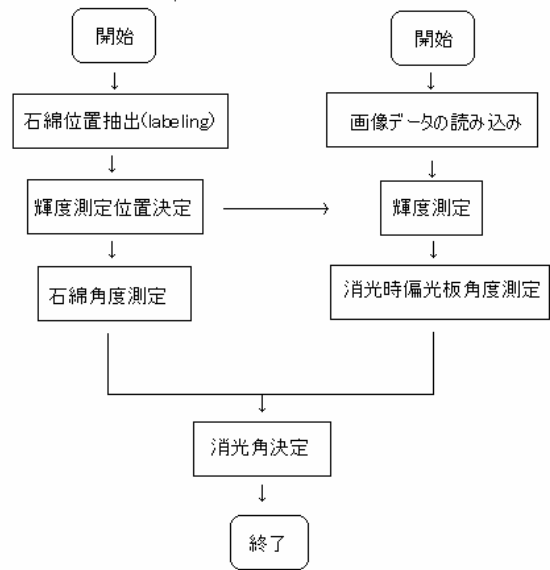 開始
開始
石綿位置抽出(labeling)
画像データの読み込み
輝度測定位置決定
輝度測定
石綿角度測定
消光時偏光板角度測定
消光角決定
終了